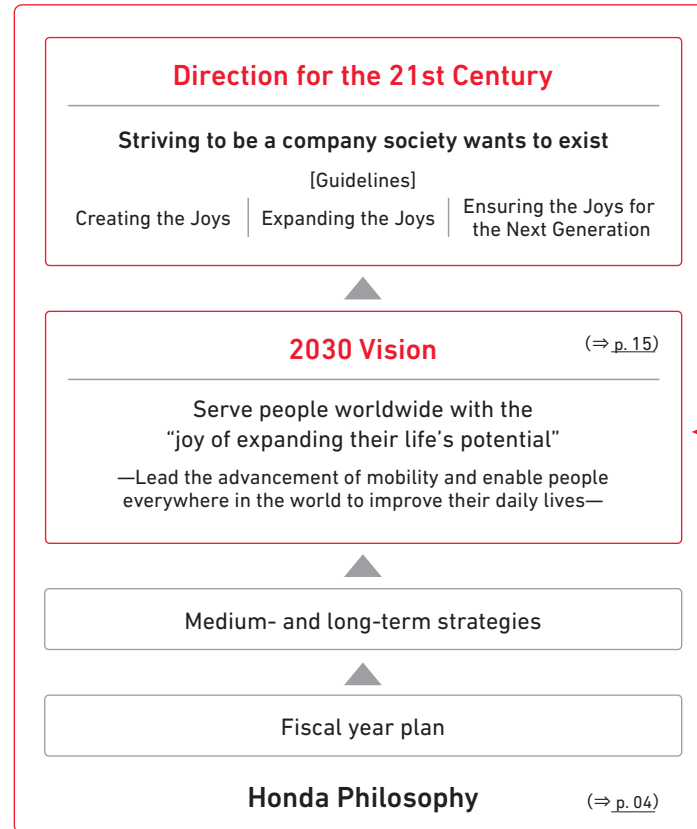 Direction for the 21st Century
Striving to be a company society wants to exist
[Guidelines]
Creating the Joys
Expanding the Joys
Ensuring the Joys for
the Next Generation
2030 Vision
(⇒ p. 15)
Serve people worldwide with the
“joy of expanding their life’s potential”
—Lead the advancement of mobility and enable people
everywhere in the world to improve their daily lives—
Medium- and long-term strategies
Fiscal year plan
Honda Philosophy
(⇒ p. 04)